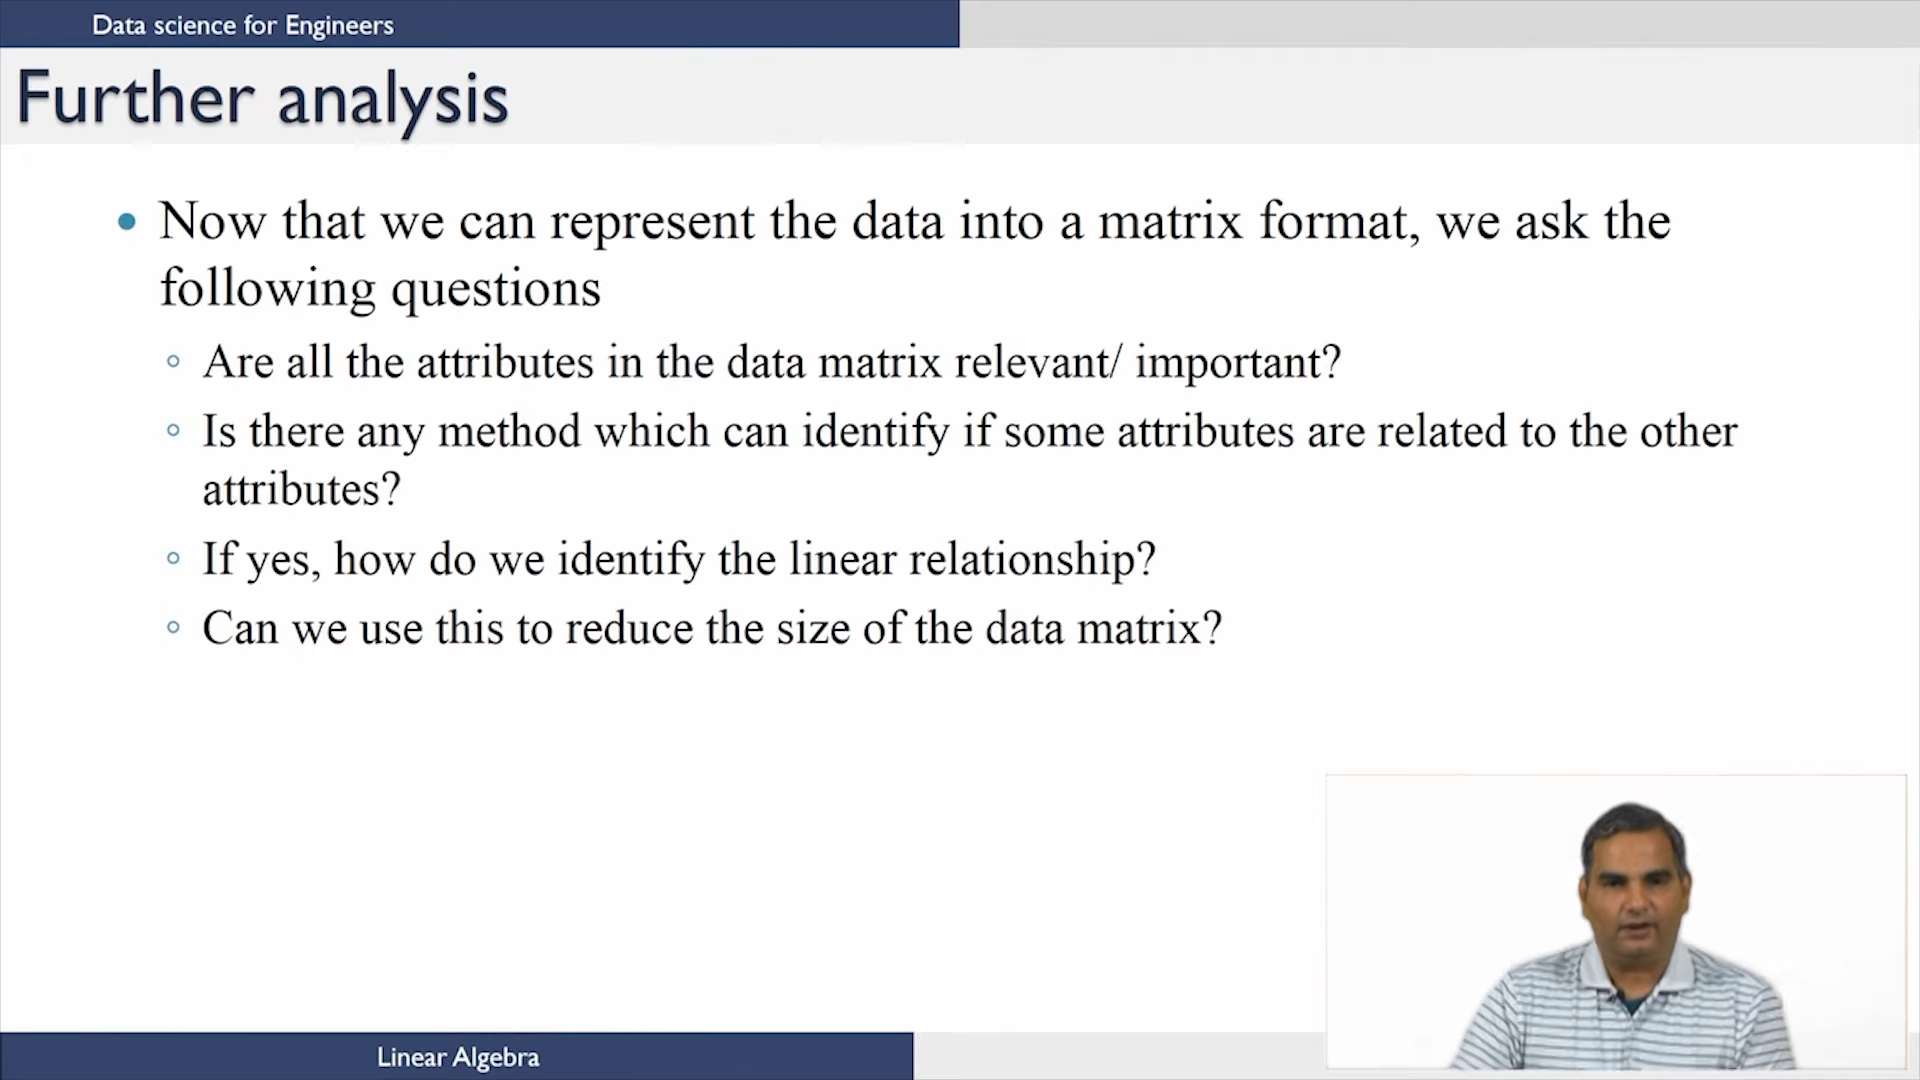 Data science for Engineers
Further analysis
• Now that we can represent the data into a matrix format, we ask the
following questions
◦ Are all the attributes in the data matrix relevant/ important?
◦ Is there any method which can identify if some attributes are related to the other
attributes?
◦ If yes, how do we identify the linear relationship?
◦ Can we use this to reduce the size of the data matrix?
Linear Algebra